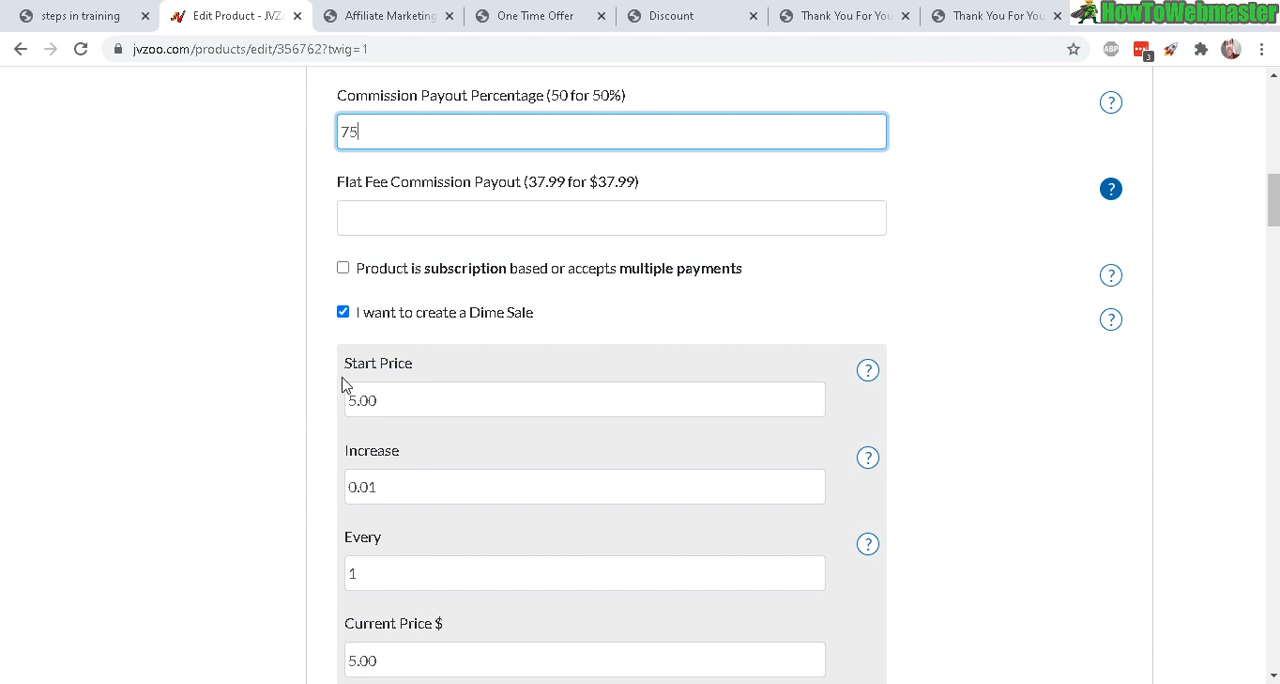 steps in training
Edit Product - JVZ
Affiliate Marketing
One Time Offer
Discount
Thank You For You
Thank You For You
HowToWebmaster
jvzoo.com/products/edit/356762?twig=1
ABP
3
Commission Payout Percentage (50 for 50%)
?
75
Flat Fee Commission Payout (37.99 for $37.99)
?
Product is subscription based or accepts multiple payments
?
I want to create a Dime Sale
?
Start Price
?
5.00
Increase
?
0.01
Every
?
1
Current Price $
5.00